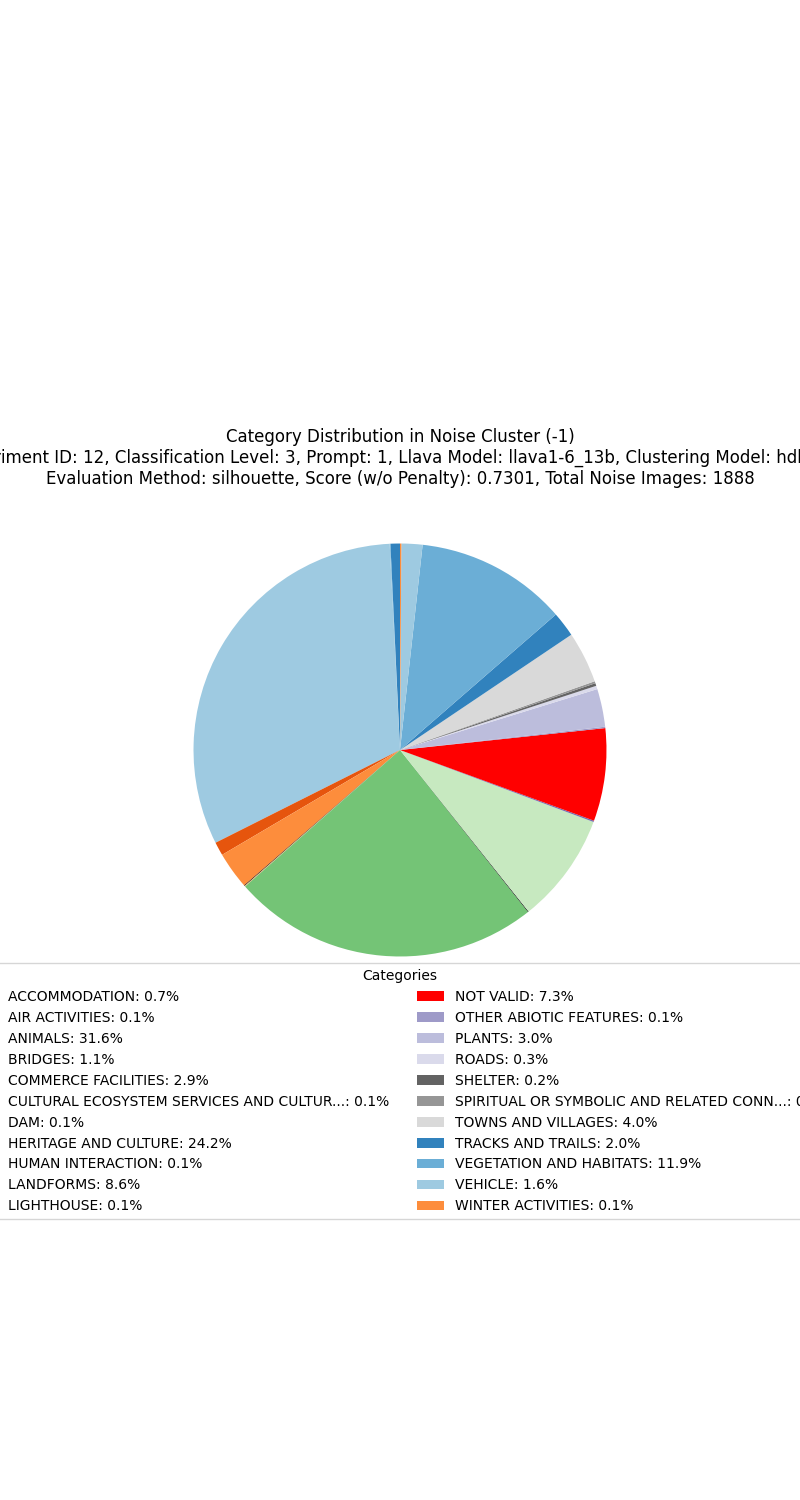 Category Distribution in Noise Cluster (-1)
riment ID: 12, Classification Level: 3, Prompt: 1, Llava Model: llava1-6_13b, Clustering Model: hd
Evaluation Method: silhouette, Score (w/o Penalty): 0.7301, Total Noise Images: 1888
Categories
ACCOMMODATION: 0.7%
AIR ACTIVITIES: 0.1%
ANIMALS: 31.6%
BRIDGES: 1.1%
COMMERCE FACILITIES: 2.9%
CULTURAL ECOSYSTEM SERVICES AND CULTUR...: 0.1%
DAM: 0.1%
HERITAGE AND CULTURE: 24.2%
HUMAN INTERACTION: 0.1%
LANDFORMS: 8.6%
LIGHTHOUSE: 0.1%
NOT VALID: 7.3%
OTHER ABIOTIC FEATURES: 0.1%
PLANTS: 3.0%
ROADS: 0.3%
SHELTER: 0.2%
SPIRITUAL OR SYMBOLIC AND RELATED CONN...:
TOWNS AND VILLAGES: 4.0%
TRACKS AND TRAILS: 2.0%
VEGETATION AND HABITATS: 11.9%
VEHICLE: 1.6%
WINTER ACTIVITIES: 0.1%